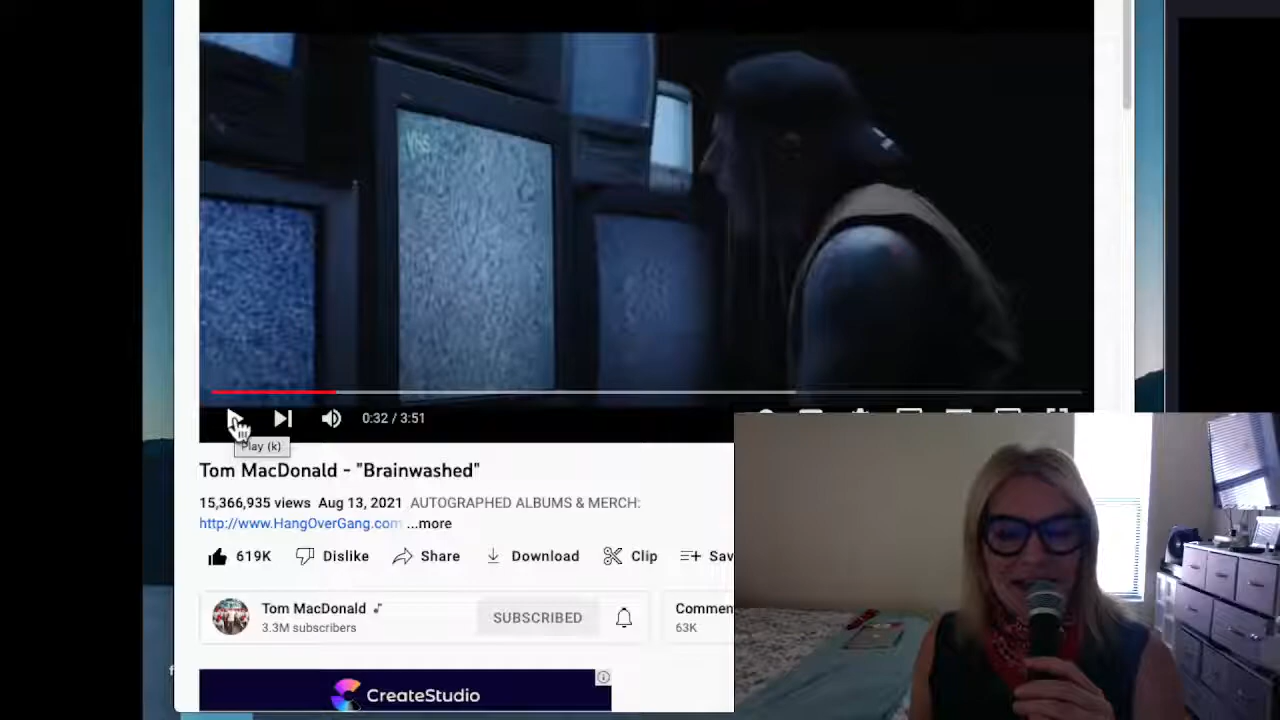 0:32 / 3:51
Play (k)
Tom MacDonald - "Brainwashed"
15,366,935 views Aug 13, 2021 AUTOGRAPHED ALBUMS & MERCH:
http://www.HangOverGang.com ...more
619K Dislike Share Download Clip Sav
Tom MacDonald
3.3M subscribers
SUBSCRIBED
Commen
63K
CreateStudio